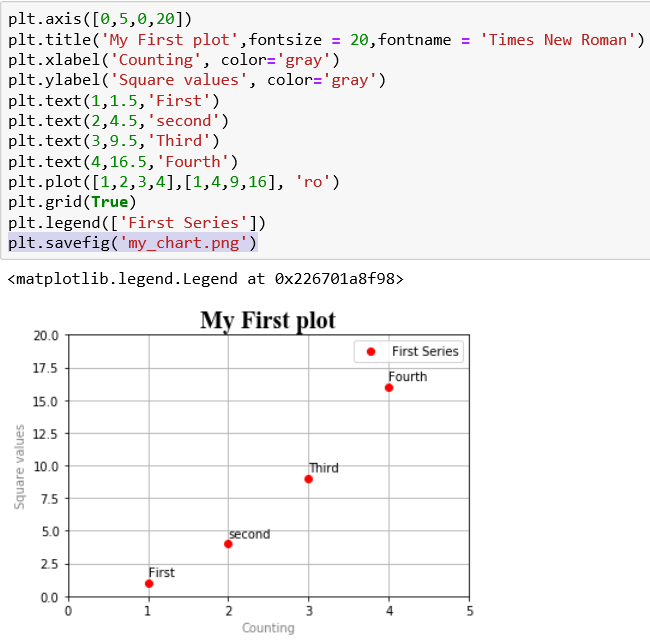 plt.axis([0,5,0,20])
plt.title('My First plot',fontsize = 20,fontname = 'Times New Roman')
plt.xlabel('Counting', color='gray')
plt.ylabel('Square values', color='gray')
plt.text(1,1.5,'First')
plt.text(2,4.5,'second')
plt.text(3,9.5,'Third')
plt.text(4,16.5,'Fourth')
plt.plot([1,2,3,4],[1,4,9,16], 'ro')
plt.grid(True)
plt.legend(['First Series'])
plt.savefig('my_chart.png')
<matplotlib.legend.Legend at 0x226701a8f98>
My First plot
20.0
First Series
17.5
Fourth
15.0
12.5
Square values
10.0
Third
7.5
5.0
second
2.5
First
0.0
0 1 2 3 4 5
Counting